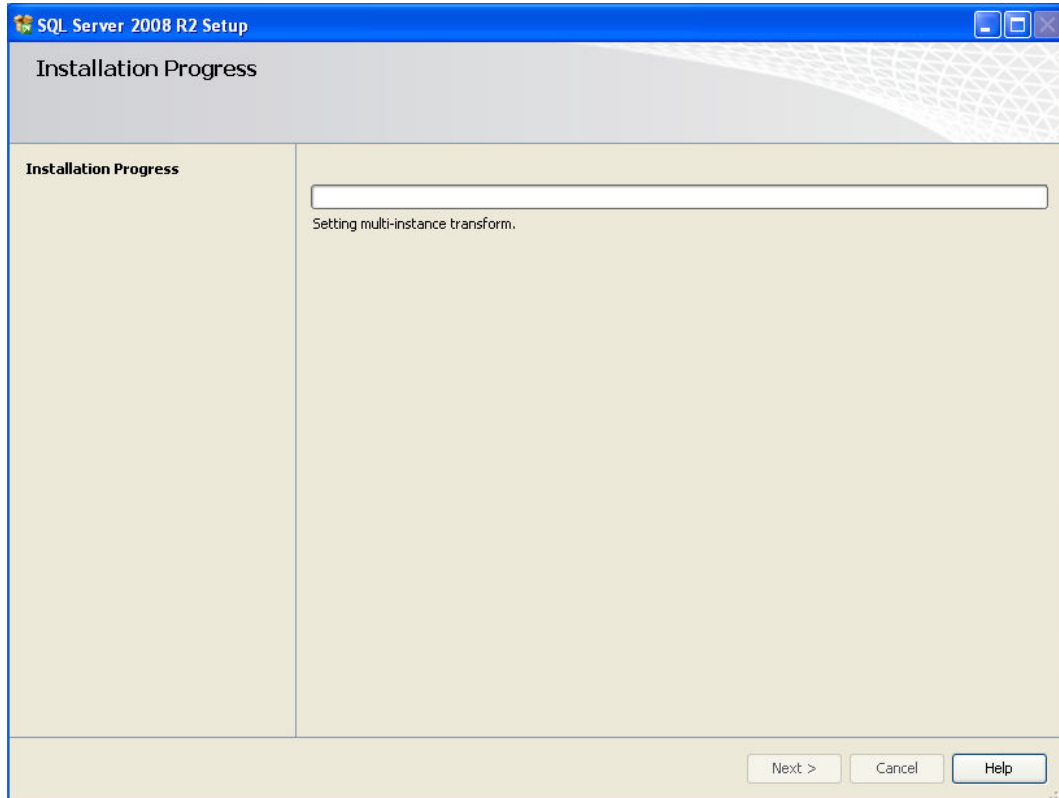 SQL Server 2008 R2 Setup
Installation Progress
Installation Progress
Setting multi-instance transform.
Next >
Cancel
Help